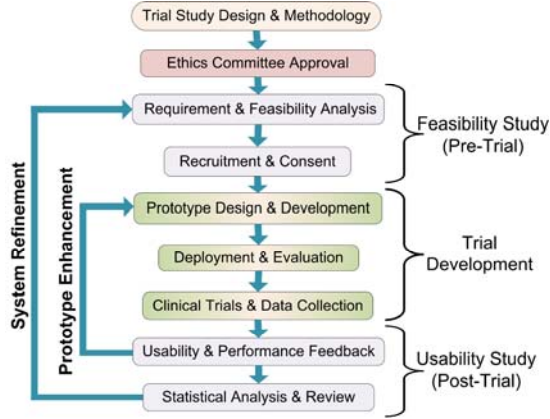 Trial Study Design & Methodology
Ethics Committee Approval
Requirement & Feasibility Analysis
Recruitment & Consent
Prototype Design & Development
Deployment & Evaluation
Clinical Trials & Data Collection
Usability & Performance Feedback
Statistical Analysis & Review
System Refinement
Prototype Enhancement
Feasibility Study
(Pre-Trial)
Trial
Development
Usability Study
(Post-Trial)